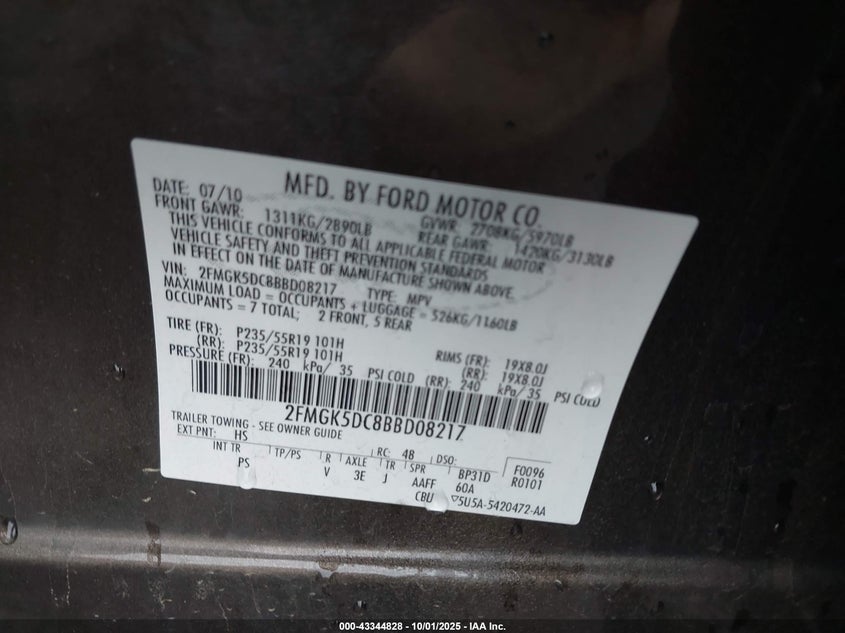 MFD. BY FORD MOTOR CO.
DATE: 07/10 GVWR: 2708KG/5970LB
FRONT GAWR: 1311KG/2890LB REAR GAWR: 1420KG/3130LB
THIS VEHICLE CONFORMS TO ALL APPLICABLE FEDERAL MOTOR
VEHICLE SAFETY AND THEFT PREVENTION STANDARDS
IN EFFECT ON THE DATE OF MANUFACTURE SHOWN ABOVE.
VIN: 2FMGK5DC8BBD08217 TYPE: MPV
MAXIMUM LOAD = OCCUPANTS + LUGGAGE = 526KG/1160LB
OCCUPANTS = 7 TOTAL; 2 FRONT, 5 REAR
TIRE (FR): P235/55R19 101H RIMS (FR): 19X8.0J
(RR): P235/55R19 101H (RR): 19X8.0J
PRESSURE (FR): 240 kPa/ 35 PSI COLD (RR): 240 kPa/35 PSI COLD
2FMGK5DC8BBD08217
TRAILER TOWING - SEE OWNER GUIDE
EXT PNT: HS RC: 48 DSO: F0096
INT TR TP/PS R AXLE TR SPR BP31D R0101
PS V 3E J AAFF 60A
CBU ▽5U5A-5420472-AA
000-43344828 - 10/01/2025 - IAA Inc.